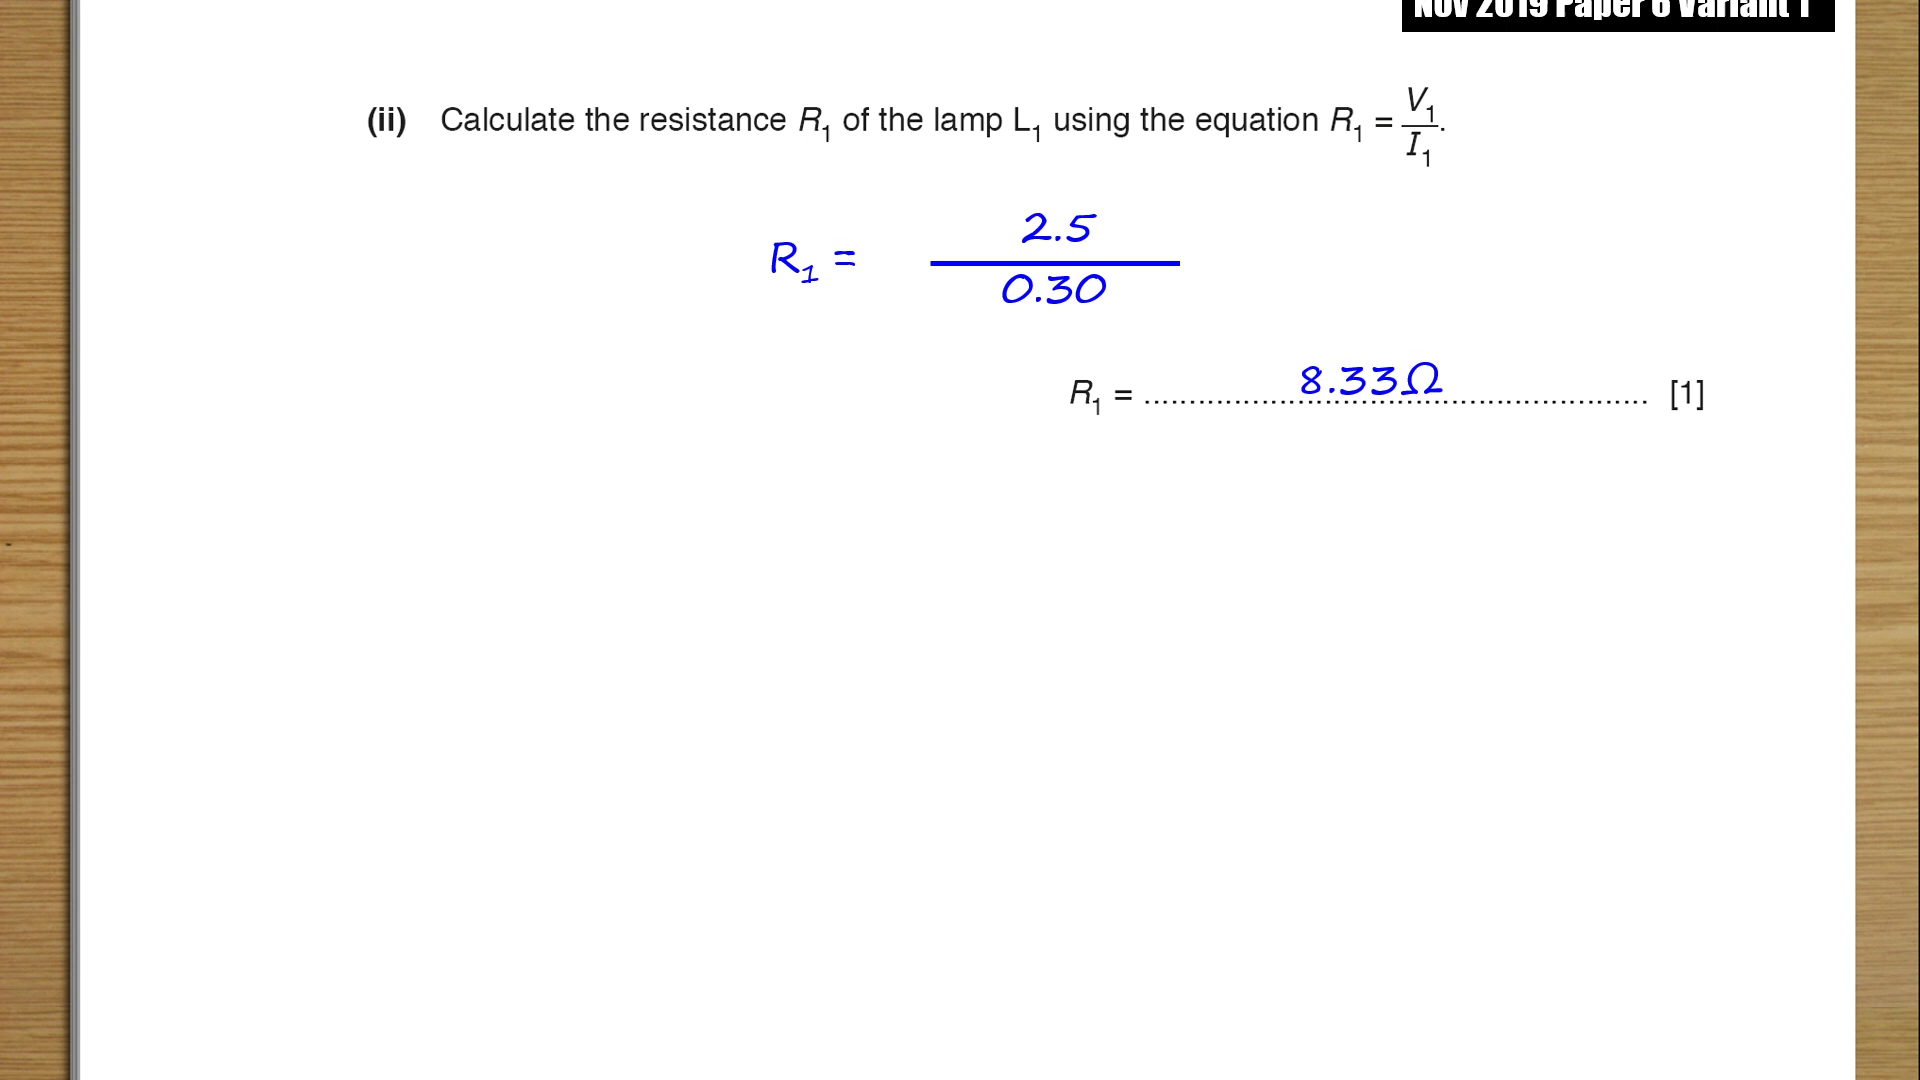 Nov 2019 Paper 6 Variant 1
(ii) Calculate the resistance R₁ of the lamp L₁ using the equation R₁ = V₁/I₁.
R₁ = 2.5/0.30
R₁ = ........ 8.33Ω ........ [1]